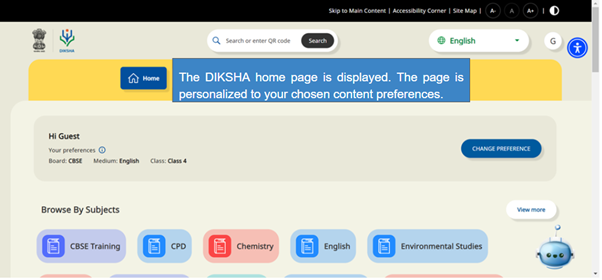 Skip to Main Content | Accessibility Corner | Site Map | A- A A+ |
DIKSHA
Search or enter QR code Search
English
G
Home
The DIKSHA home page is displayed. The page is
personalized to your chosen content preferences.
Hi Guest
Your preferences
Board: CBSE Medium: English Class: Class 4
CHANGE PREFERENCE
Browse By Subjects
View more
CBSE Training
CPD
Chemistry
English
Environmental Studies